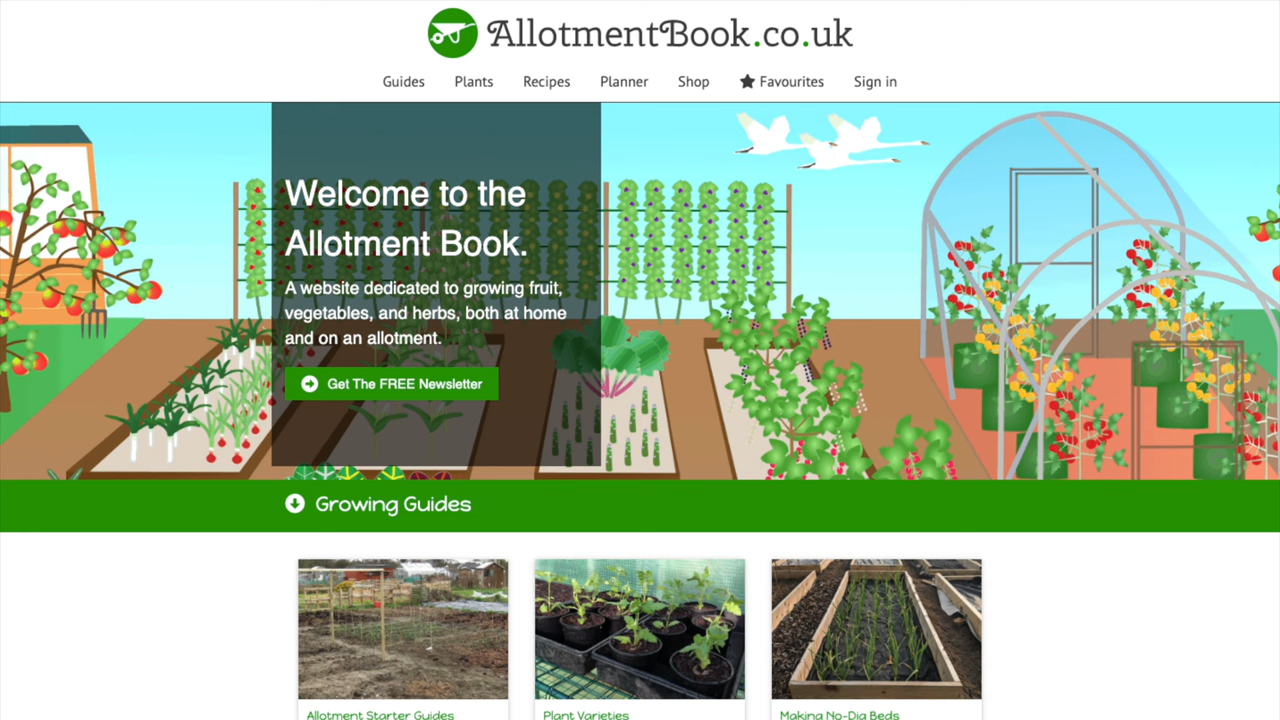 AllotmentBook.co.uk
Guides Plants Recipes Planner Shop Favourites Sign in
Welcome to the
Allotment Book.
A website dedicated to growing fruit,
vegetables, and herbs, both at home
and on an allotment.
Get The FREE Newsletter
Growing Guides
Allotment Starter Guides Plant Varieties Making No-Dig Beds